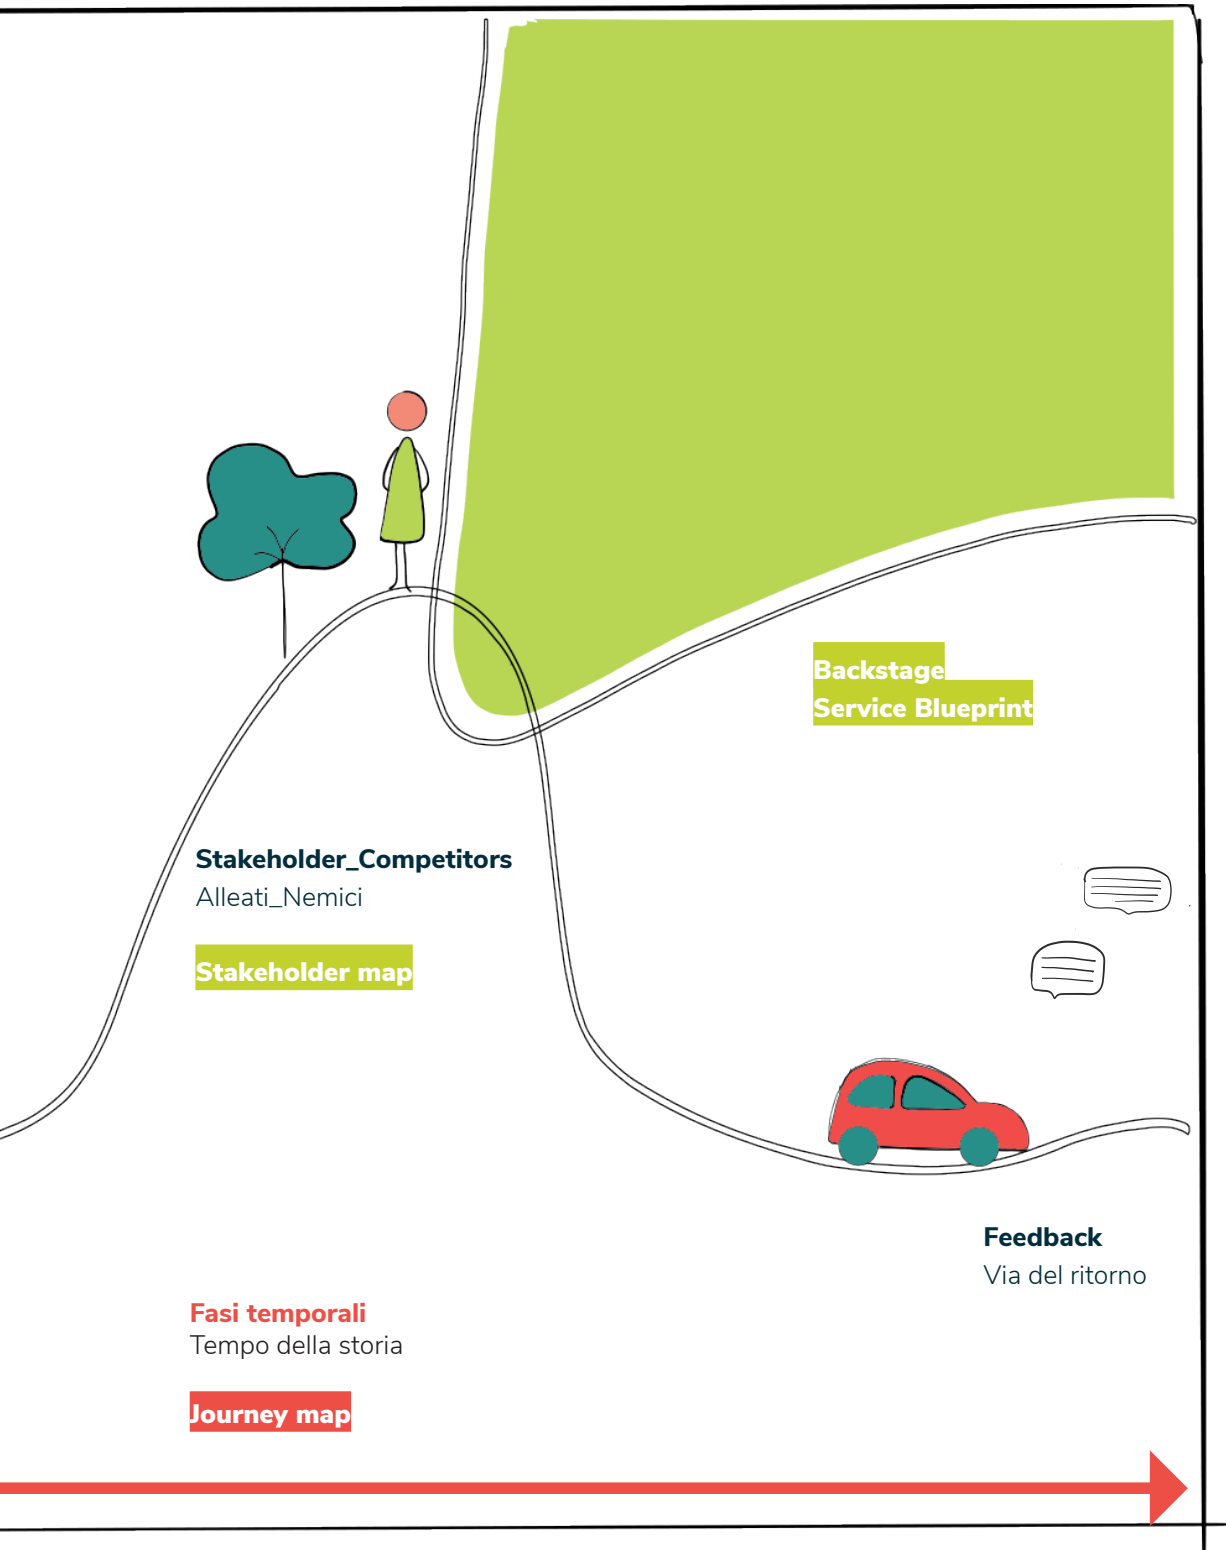 Backstage
Service Blueprint
Stakeholder_Competitors
Alleati_Nemici
Stakeholder map
Feedback
Via del ritorno
Fasi temporali
Tempo della storia
Journey map